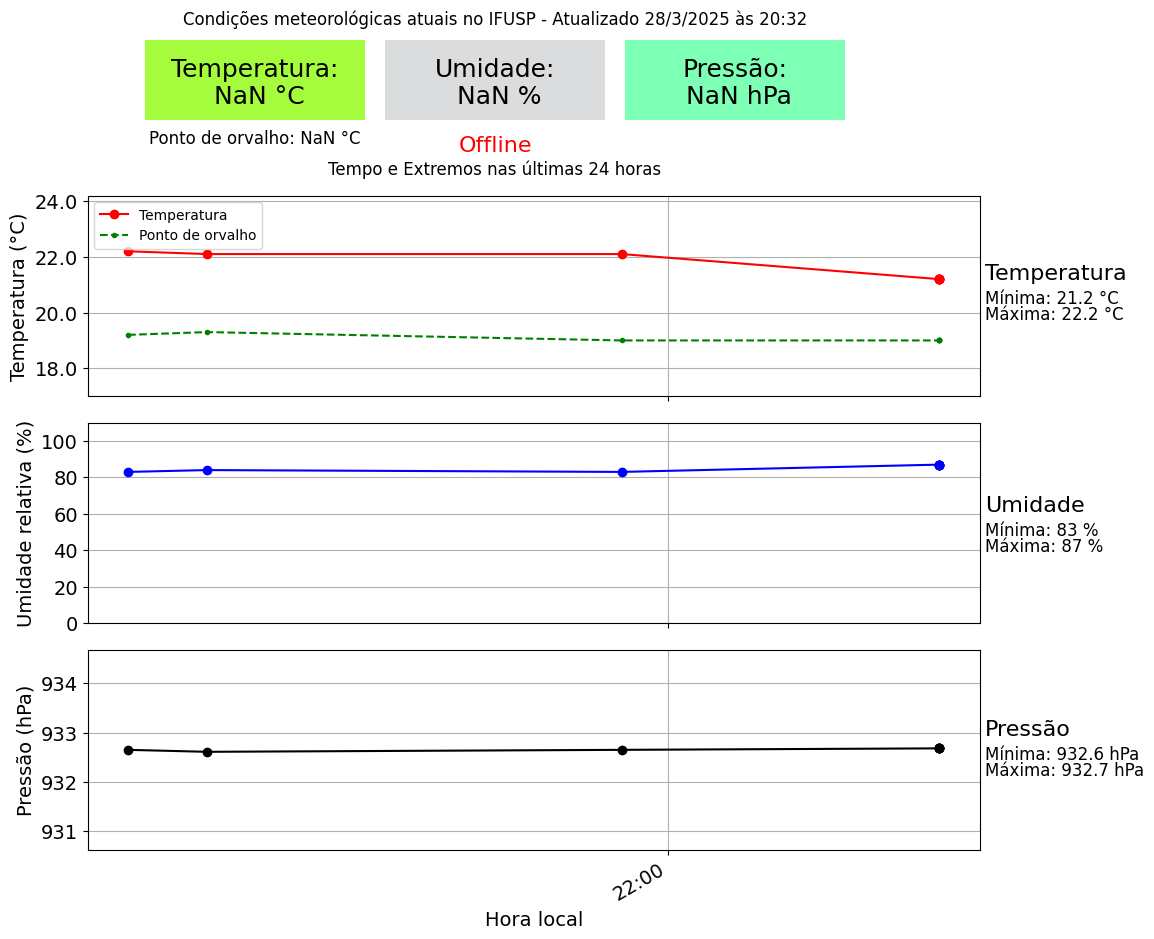 Condições meteorológicas atuais no IFUSP - Atualizado 28/3/2025 às 20:32
Temperatura:
NaN °C
Umidade:
NaN %
Pressão:
NaN hPa
Ponto de orvalho: NaN °C
Offline
Tempo e Extremos nas últimas 24 horas
Temperatura (°C)
24.0
22.0
20.0
18.0
Temperatura
Ponto de orvalho
Temperatura
Mínima: 21.2 °C
Máxima: 22.2 °C
Umidade relativa (%)
100
80
60
40
20
0
Umidade
Mínima: 83 %
Máxima: 87 %
Pressão (hPa)
934
933
932
931
Pressão
Mínima: 932.6 hPa
Máxima: 932.7 hPa
22:00
Hora local